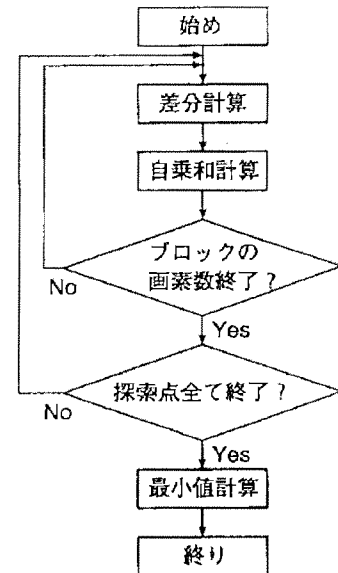 始め
差分計算
自乗和計算
ブロックの
画素数終了?
No
Yes
探索点全て終了?
No
Yes
最小値計算
終り